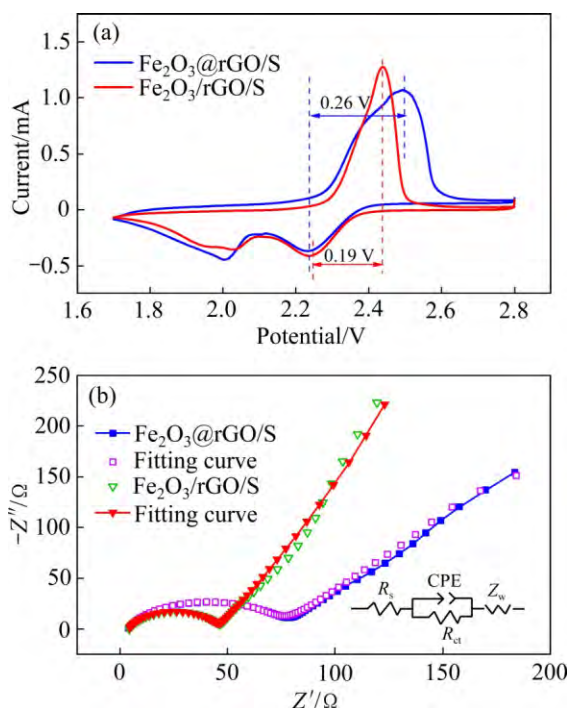 (a)
Fe₂O₃@rGO/S
Fe₂O₃/rGO/S
1.5
1.0
0.5
0
−0.5
Current/mA
0.26 V
0.19 V
1.6 1.8 2.0 2.2 2.4 2.6 2.8
Potential/V
(b)
Fe₂O₃@rGO/S
Fitting curve
Fe₂O₃/rGO/S
Fitting curve
250
200
150
100
50
0
−Z″/Ω
Rs
CPE
Rct
Zw
0 50 100 150 200
Z′/Ω